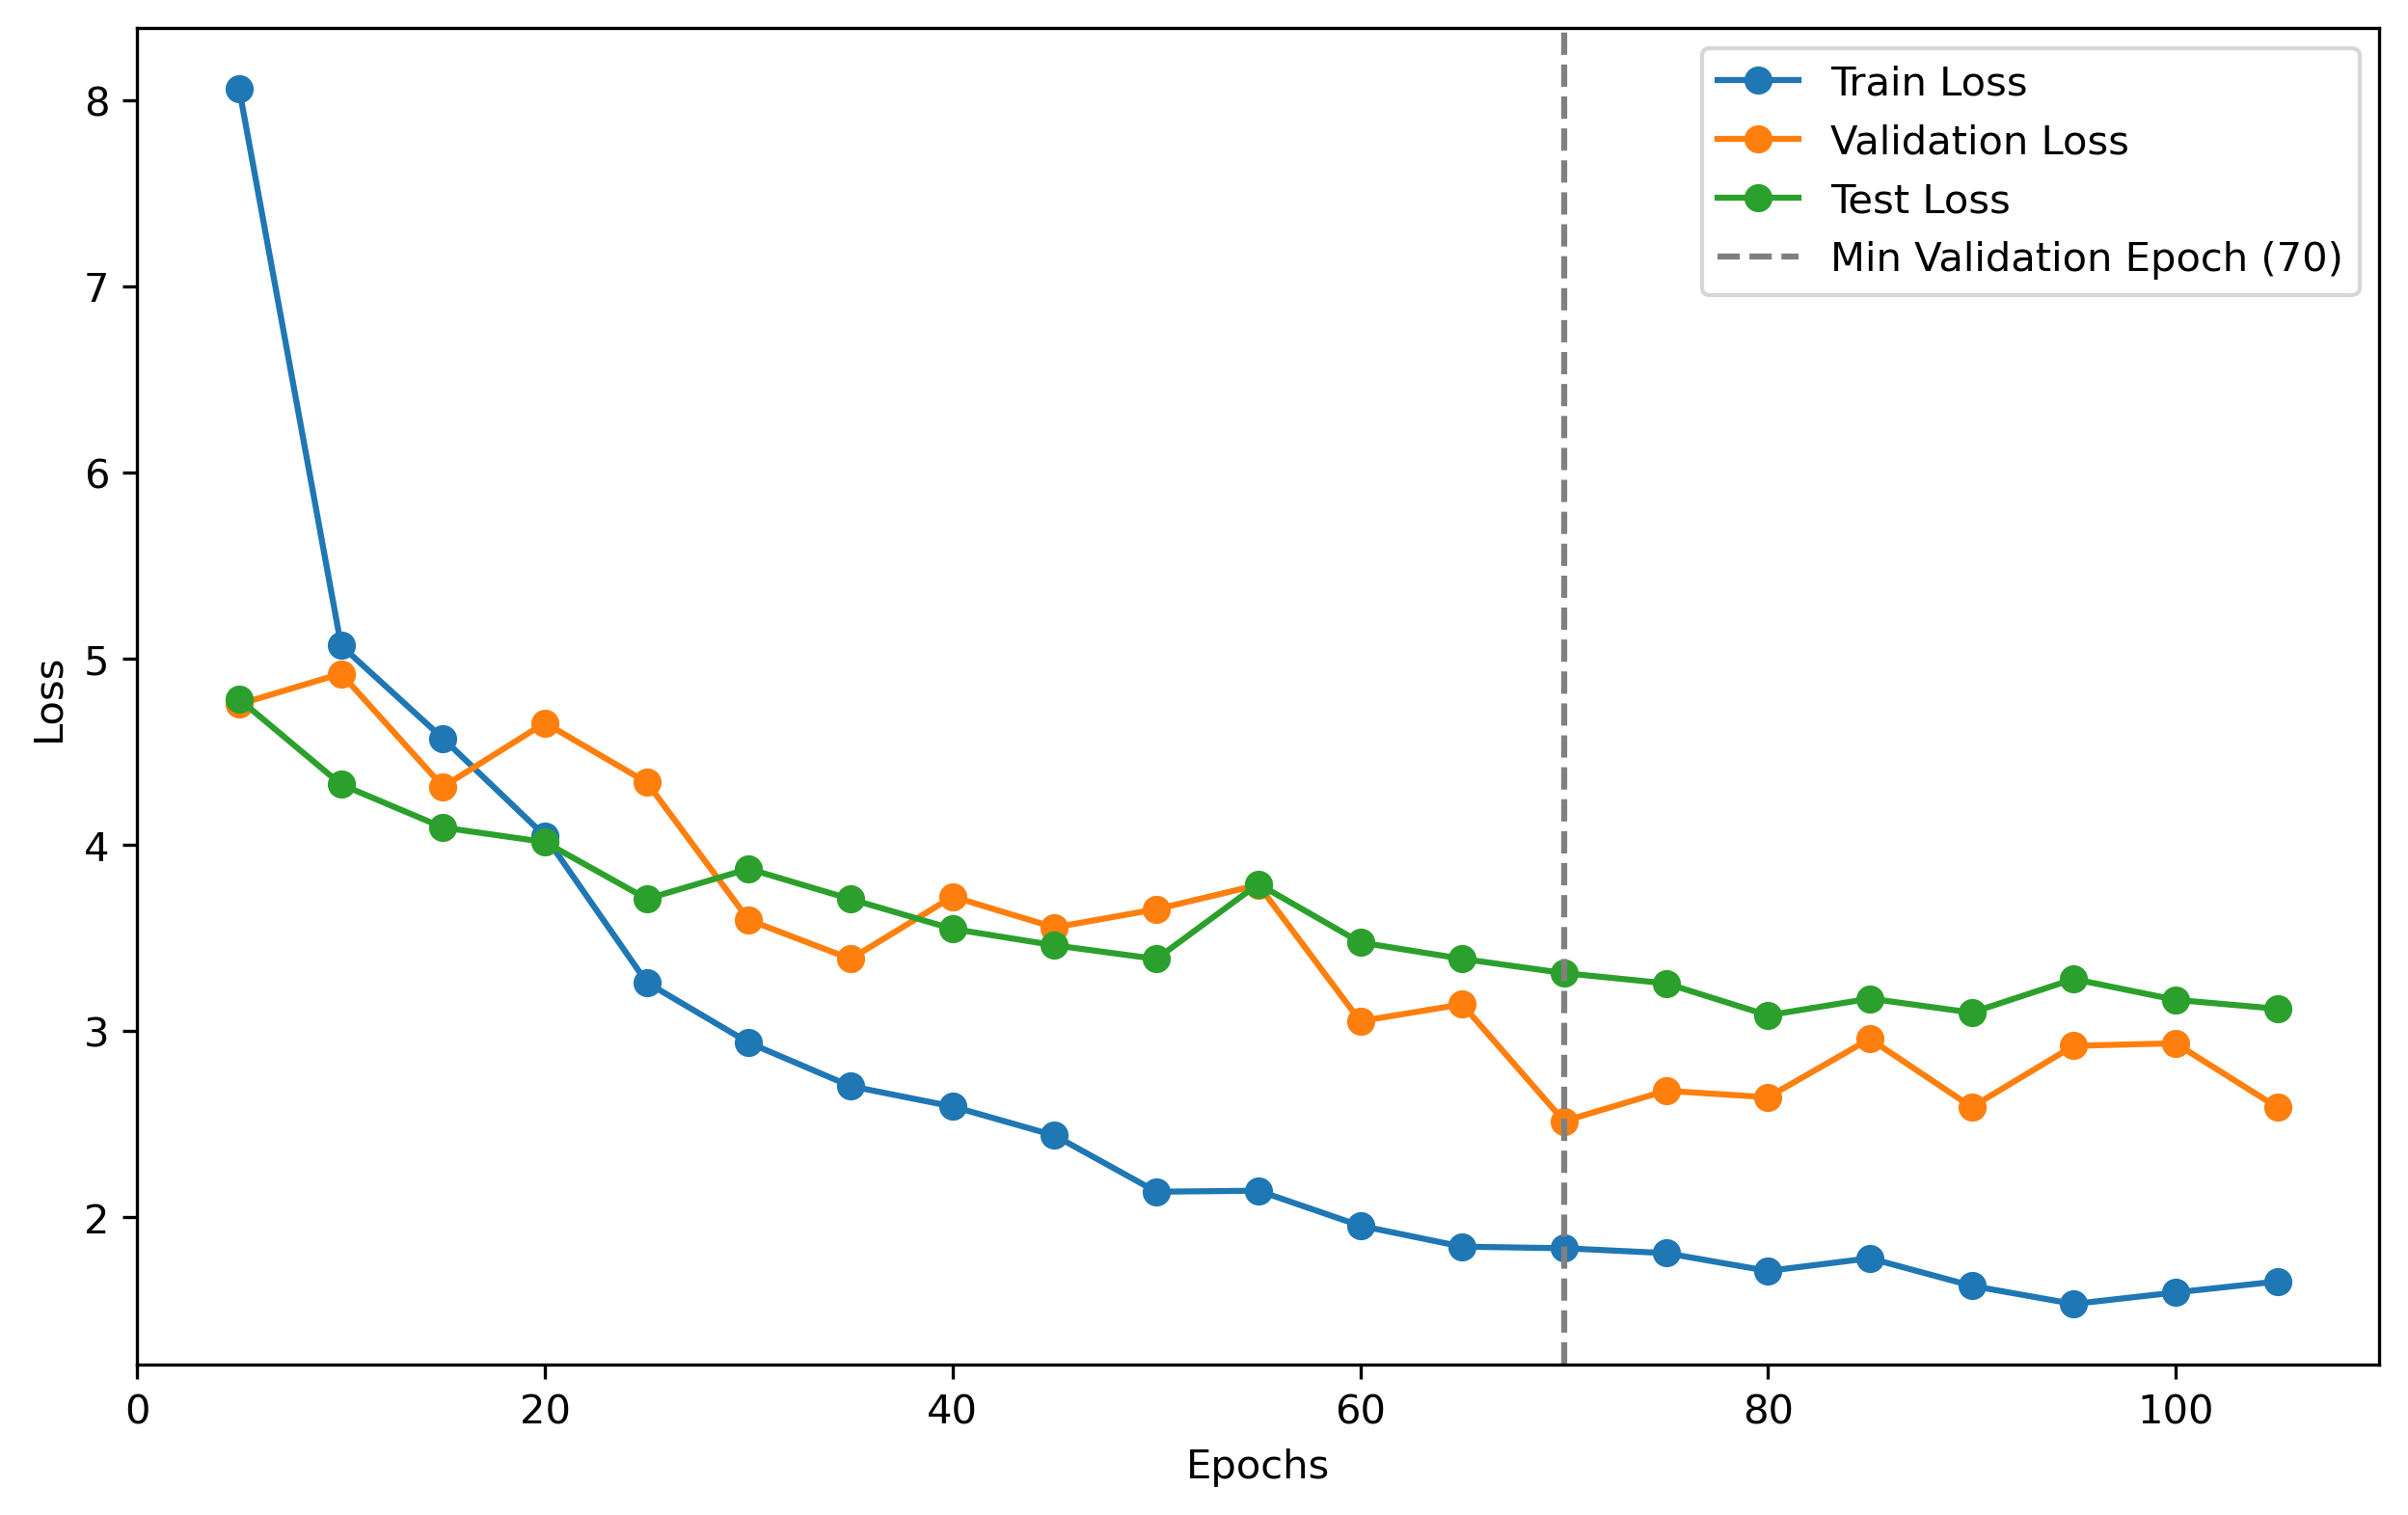 Train Loss
Validation Loss
Test Loss
Min Validation Epoch (70)
8
7
6
5
4
3
2
Loss
0 20 40 60 80 100
Epochs